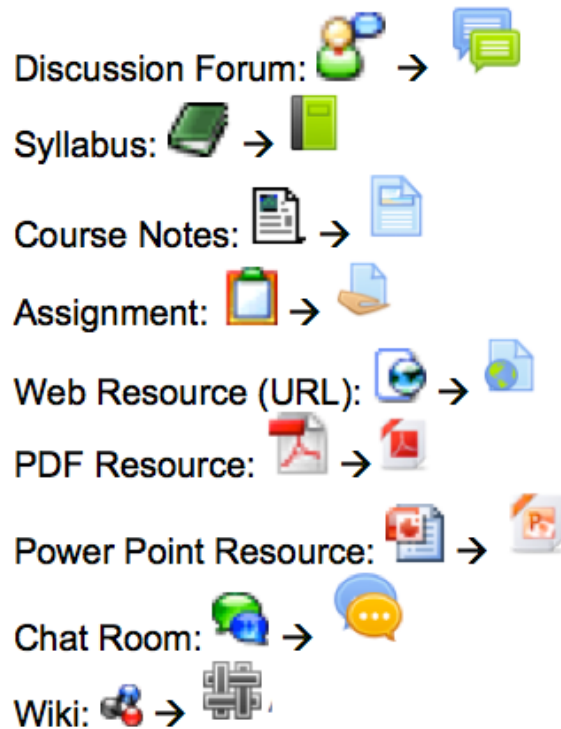 Discussion Forum: →
Syllabus: →
Course Notes: →
Assignment: →
Web Resource (URL): →
PDF Resource: →
Power Point Resource: →
Chat Room: →
Wiki: →